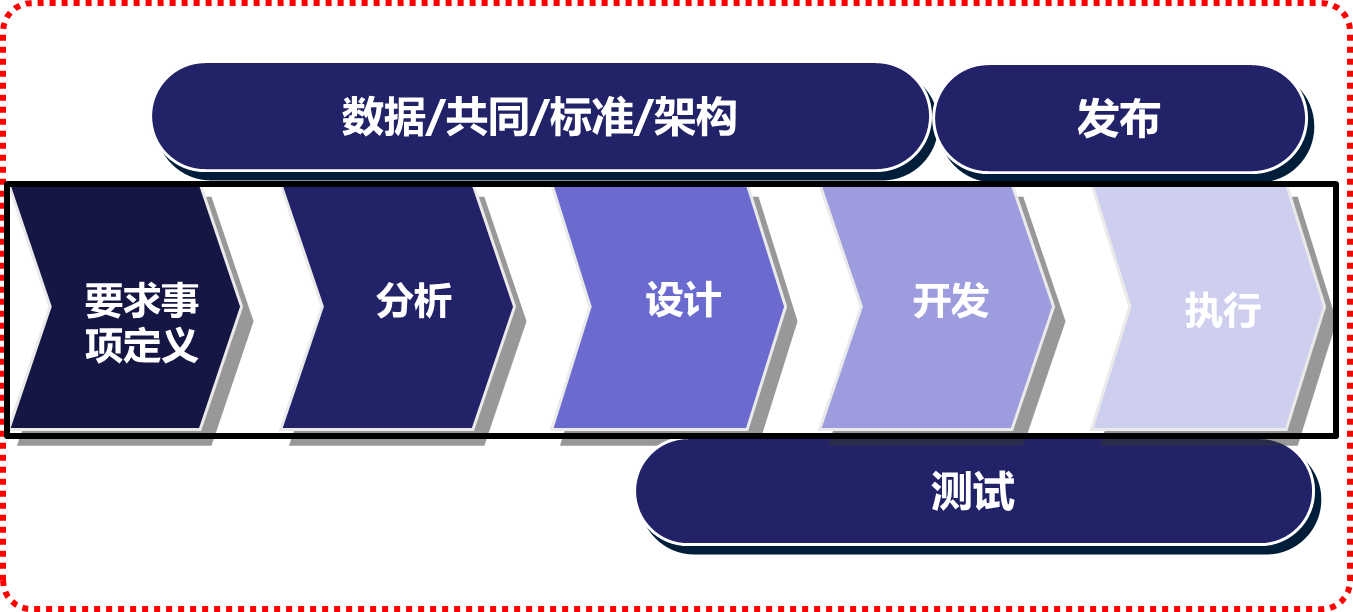 数据/共同/标准/架构
发布
要求事
项定义
分析
设计
开发
执行
测试